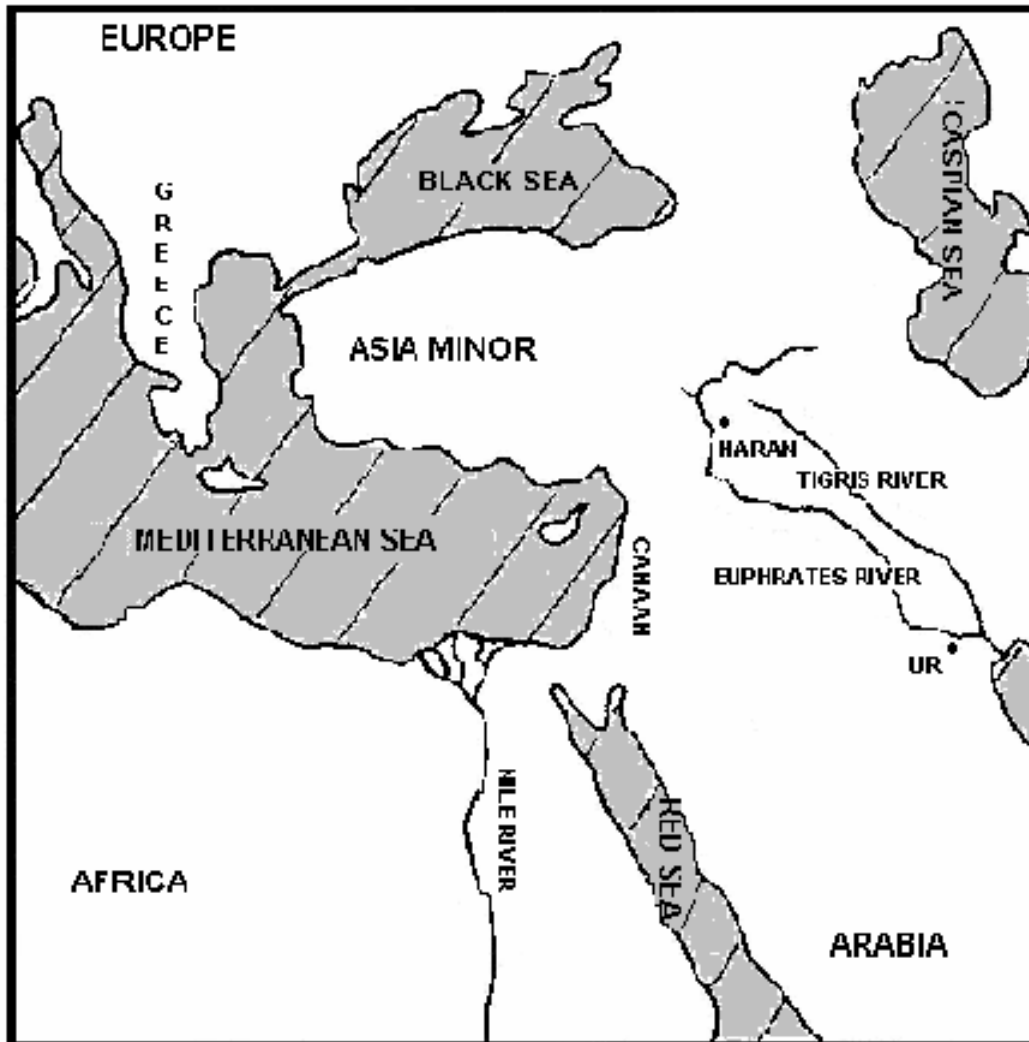 EUROPE
BLACK SEA
CASPIAN SEA
GREECE
ASIA MINOR
HARAN
TIGRIS RIVER
MEDITERRANEAN SEA
CANAAN
EUPHRATES RIVER
UR
NILE RIVER
RED SEA
AFRICA
ARABIA